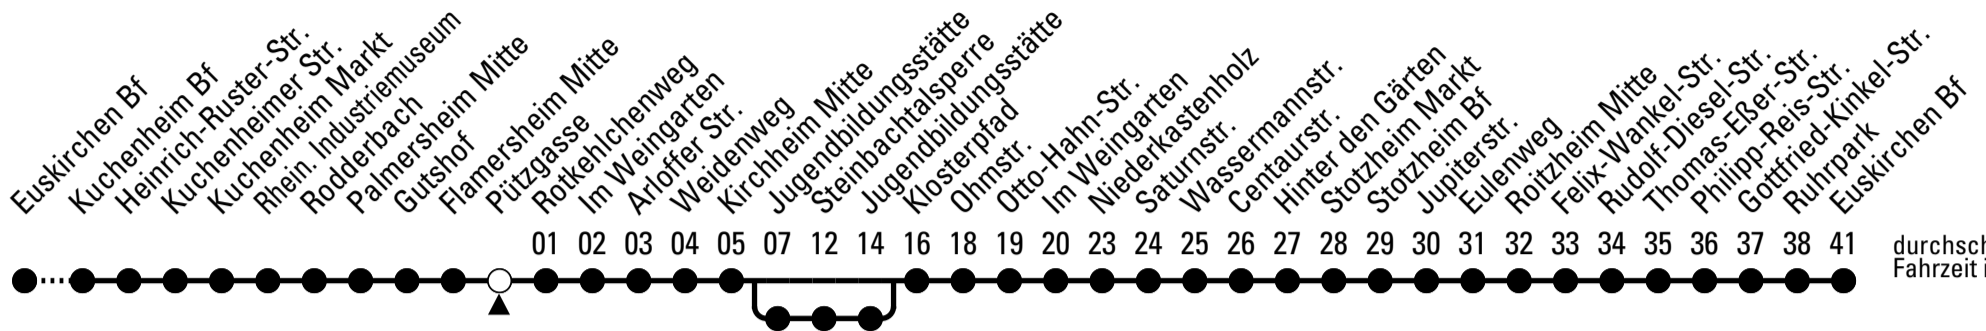 Euskirchen Bf
Kuchenheim Bf
Heinrich-Ruster-Str.
Kuchenheimer Str.
Kuchenheim Markt
Rhein. Industriemuseum
Rodderbach
Palmersheim Mitte
Gutshof
Flamersheim Mitte
Pützgasse
Rotkehlchenweg
Im Weingarten
Arloffer Str.
Weidenweg
Kirchheim Mitte
Jugendbildungsstätte
Steinbachtalsperre
Jugendbildungsstätte
Klosterpfad
Ohmstr.
Otto-Hahn-Str.
Im Weingarten
Niederkastenholz
Saturnstr.
Wassermannstr.
Centaurstr.
Hinter den Gärten
Stotzheim Markt
Stotzheim Bf
Jupiterstr.
Eulenweg
Roitzheim Mitte
Felix-Wankel-Str.
Rudolf-Diesel-Str.
Thomas-Eßer-Str.
Philipp-Reis-Str.
Gottfried-Kinkel-Str.
Ruhrpark
Euskirchen Bf
01 02 03 04 05 07 12 14 16 18 19 20 23 24 25 26 27 28 29 30 31 32 33 34 35 36 37 38 41
durchsch
Fahrzeit i